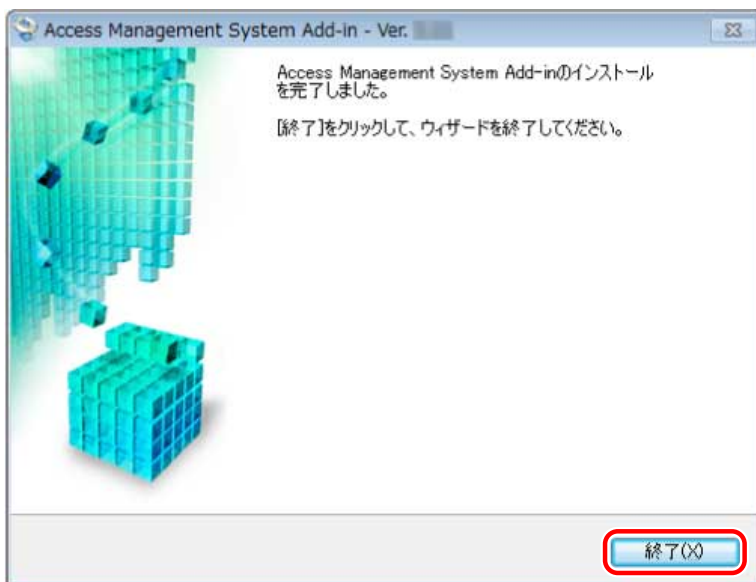 Access Management System Add-in - Ver.
Access Management System Add-inのインストール
を完了しました。
[終了]をクリックして、ウィザードを終了してください。
終了(X)